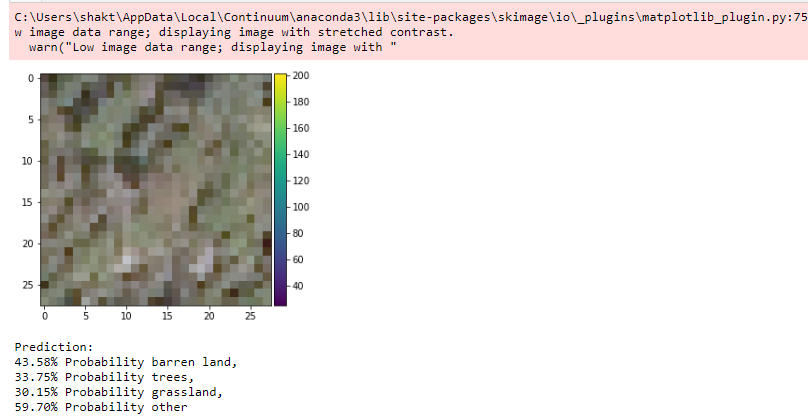 C:\Users\shakt\AppData\Local\Continuum\anaconda3\lib\site-packages\skimage\io\_plugins\matplotlib_plugin.py:75
w image data range; displaying image with stretched contrast.
warn("Low image data range; displaying image with "
0
5
10
15
20
25
0
5
10
15
20
25
200
180
160
140
120
100
80
60
40
Prediction:
43.58% Probability barren land,
33.75% Probability trees,
30.15% Probability grassland,
59.70% Probability other